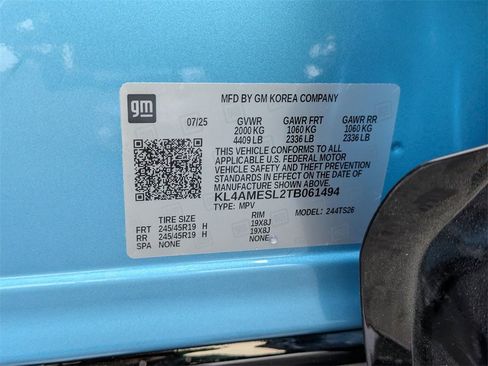 gm
MFD BY GM KOREA COMPANY
07/25 GVWR GAWR FRT GAWR RR
2000 KG 1060 KG 1060 KG
4409 LB 2336 LB 2336 LB
THIS VEHICLE CONFORMS TO ALL
APPLICABLE U.S. FEDERAL MOTOR
VEHICLE SAFETY AND THEFT
PREVENTION STANDARDS IN
EFFECT ON THE DATE OF
MANUFACTURE SHOWN ABOVE.
KL4AMESL2TB061494
TYPE: MPV MODEL: 244TS26
TIRE SIZE RIM
FRT 245/45R19 H 19X8J
RR 245/45R19 H 19X8J
SPA NONE NONE